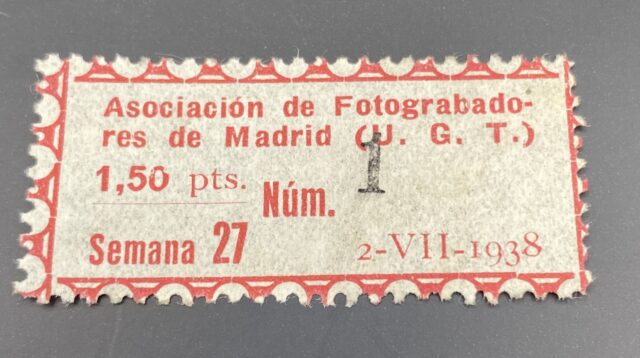 Asociación de Fotograbado-
res de Madrid (U. G. T.)
1,50 pts.
Núm. 1
Semana 27
2-VII-1938